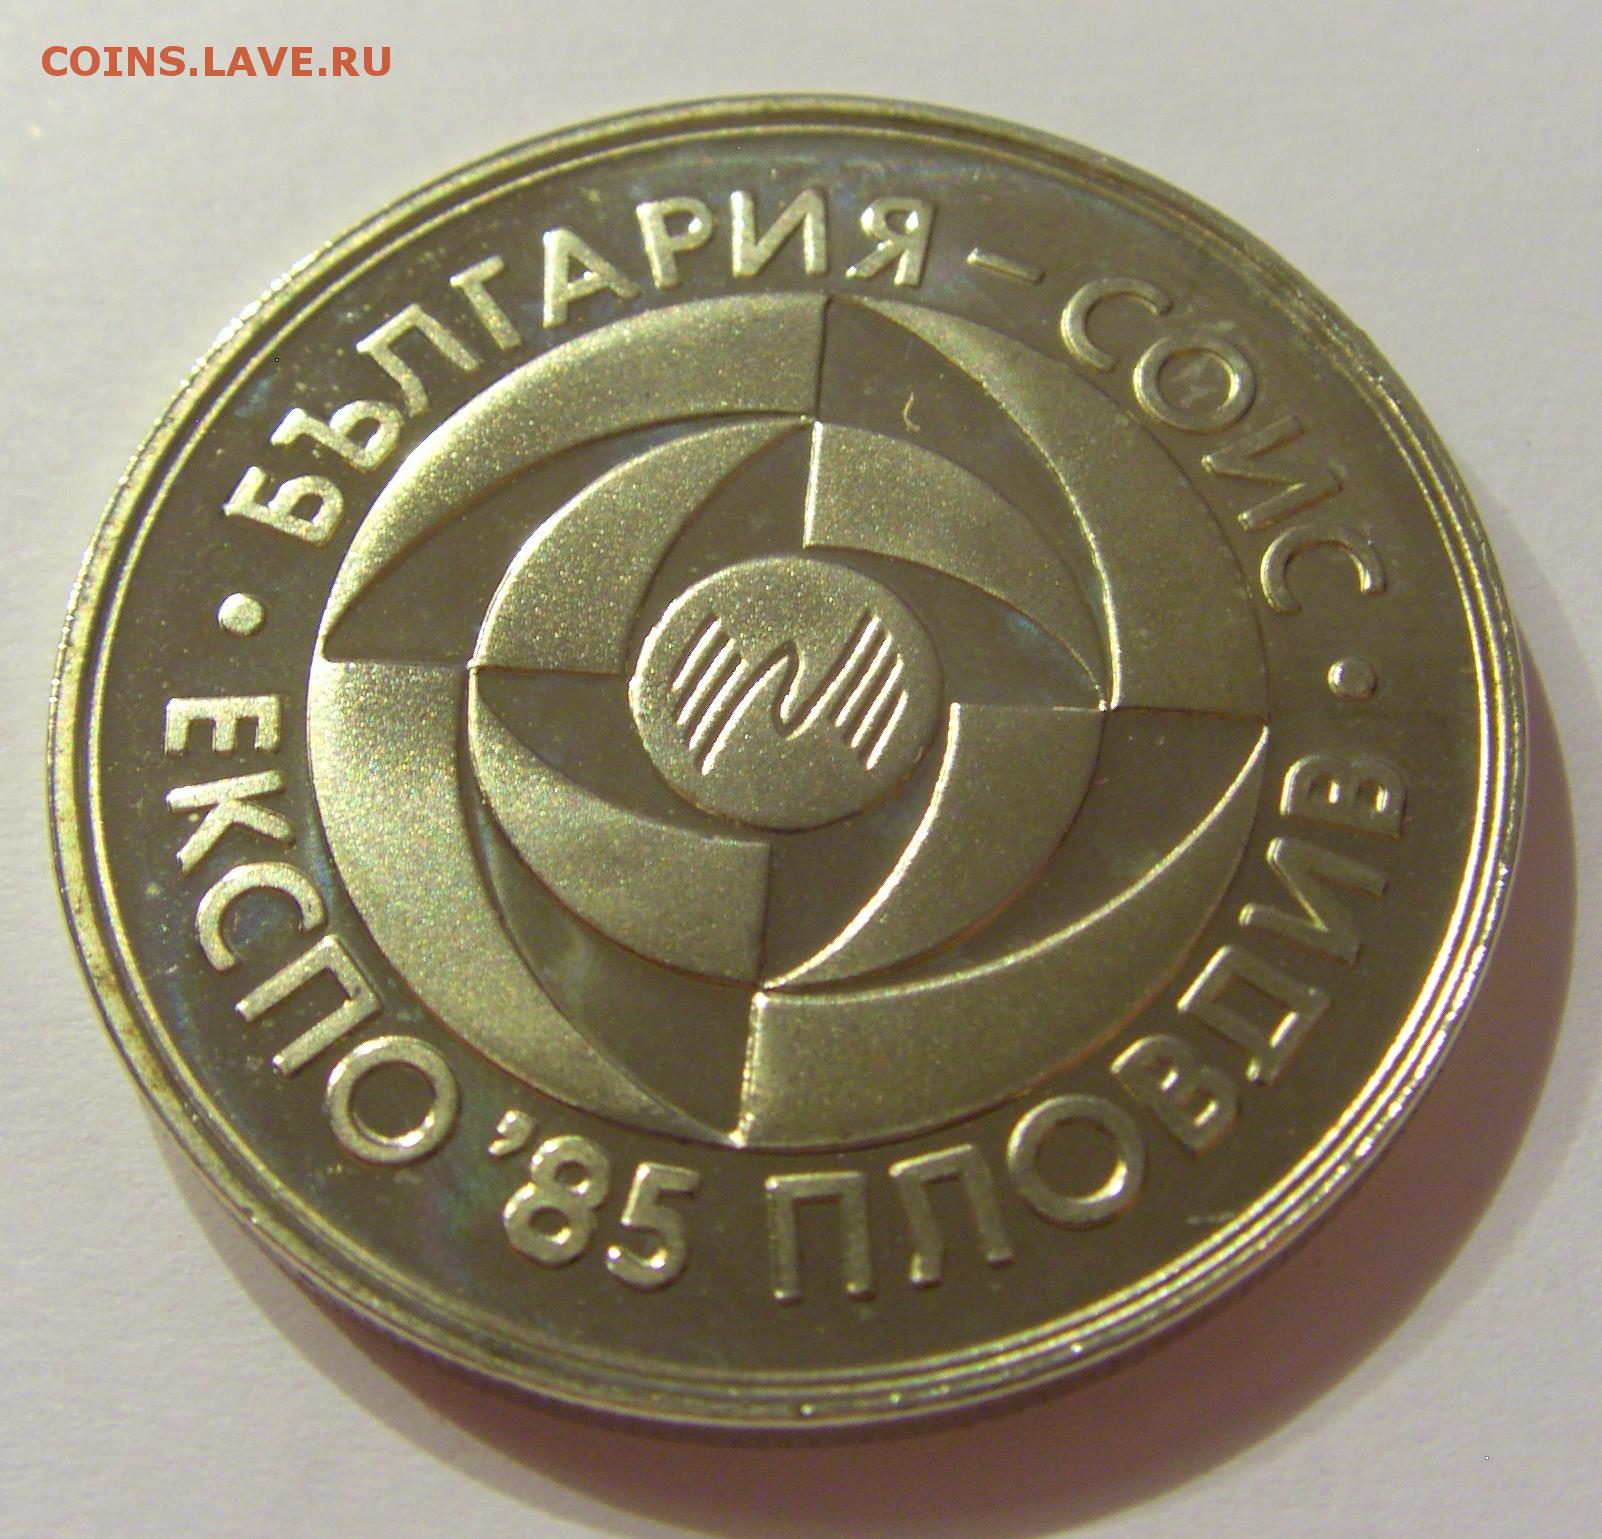 COINS.LAVE.RU
БЪЛГАРИЯ – СОИС
• ЕКСПО '85 ПЛОВДИВ •